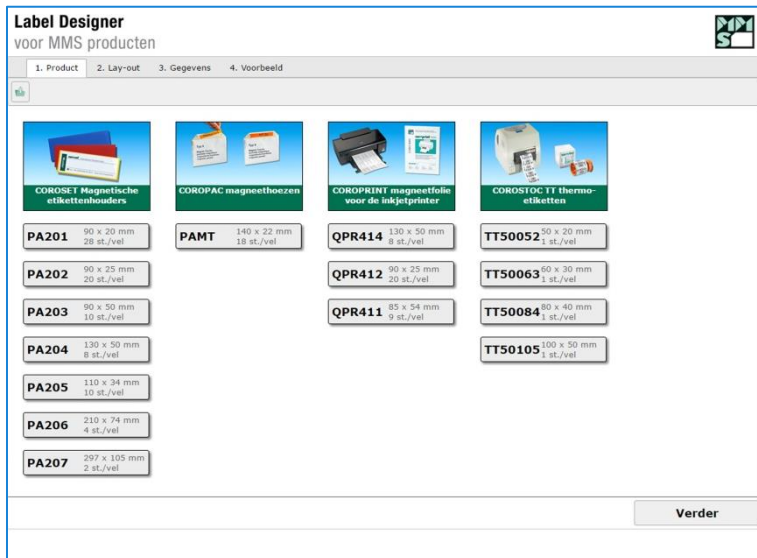 Label Designer
voor MMS producten
MMS
1. Product
2. Lay-out
3. Gegevens
4. Voorbeeld
COROSET Magnetische
etikettenhouders
PA201
90 x 20 mm
28 st./vel
PA202
90 x 25 mm
20 st./vel
PA203
90 x 50 mm
10 st./vel
PA204
130 x 50 mm
8 st./vel
PA205
110 x 34 mm
10 st./vel
PA206
210 x 74 mm
4 st./vel
PA207
297 x 105 mm
2 st./vel
COROPAC magneethoezen
PAMT
140 x 22 mm
18 st./vel
COROPRINT magneetfolie
voor de inkjetprinter
QPR414
130 x 50 mm
8 st./vel
QPR412
90 x 25 mm
20 st./vel
QPR411
85 x 54 mm
9 st./vel
COROSTOC TT thermo-
etiketten
TT50052
50 x 20 mm
1 st./vel
TT50063
60 x 30 mm
1 st./vel
TT50084
80 x 40 mm
1 st./vel
TT50105
100 x 50 mm
1 st./vel
Verder